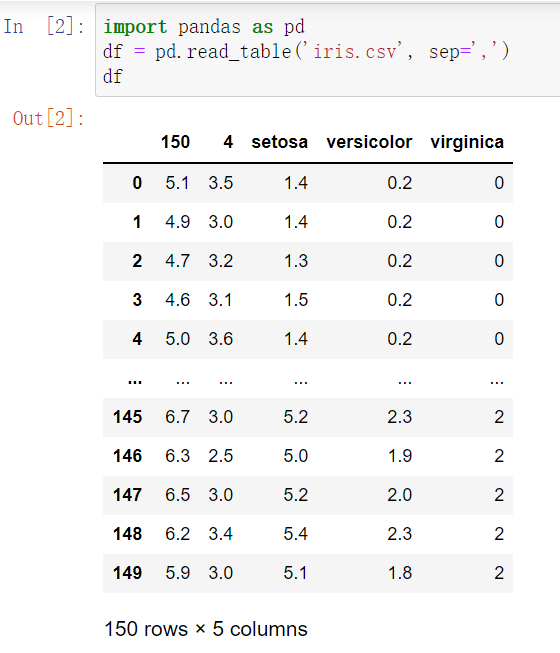 In [2]: import pandas as pd
df = pd.read_table('iris.csv', sep=',')
df
Out[2]:
150 4 setosa versicolor virginica
0 5.1 3.5 1.4 0.2 0
1 4.9 3.0 1.4 0.2 0
2 4.7 3.2 1.3 0.2 0
3 4.6 3.1 1.5 0.2 0
4 5.0 3.6 1.4 0.2 0
... ... ... ... ... ...
145 6.7 3.0 5.2 2.3 2
146 6.3 2.5 5.0 1.9 2
147 6.5 3.0 5.2 2.0 2
148 6.2 3.4 5.4 2.3 2
149 5.9 3.0 5.1 1.8 2
150 rows × 5 columns